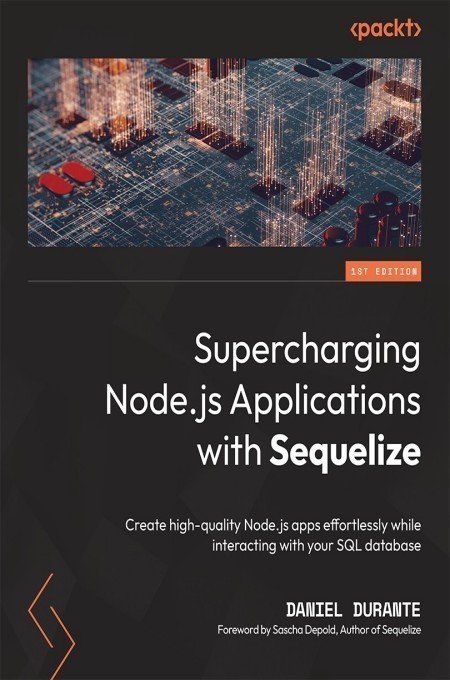 <packt>
1ST EDITION
Supercharging
Node.js Applications
with Sequelize
Create high-quality Node.js apps effortlessly while
interacting with your SQL database
DANIEL DURANTE
Foreword by Sascha Depold, Author of Sequelize